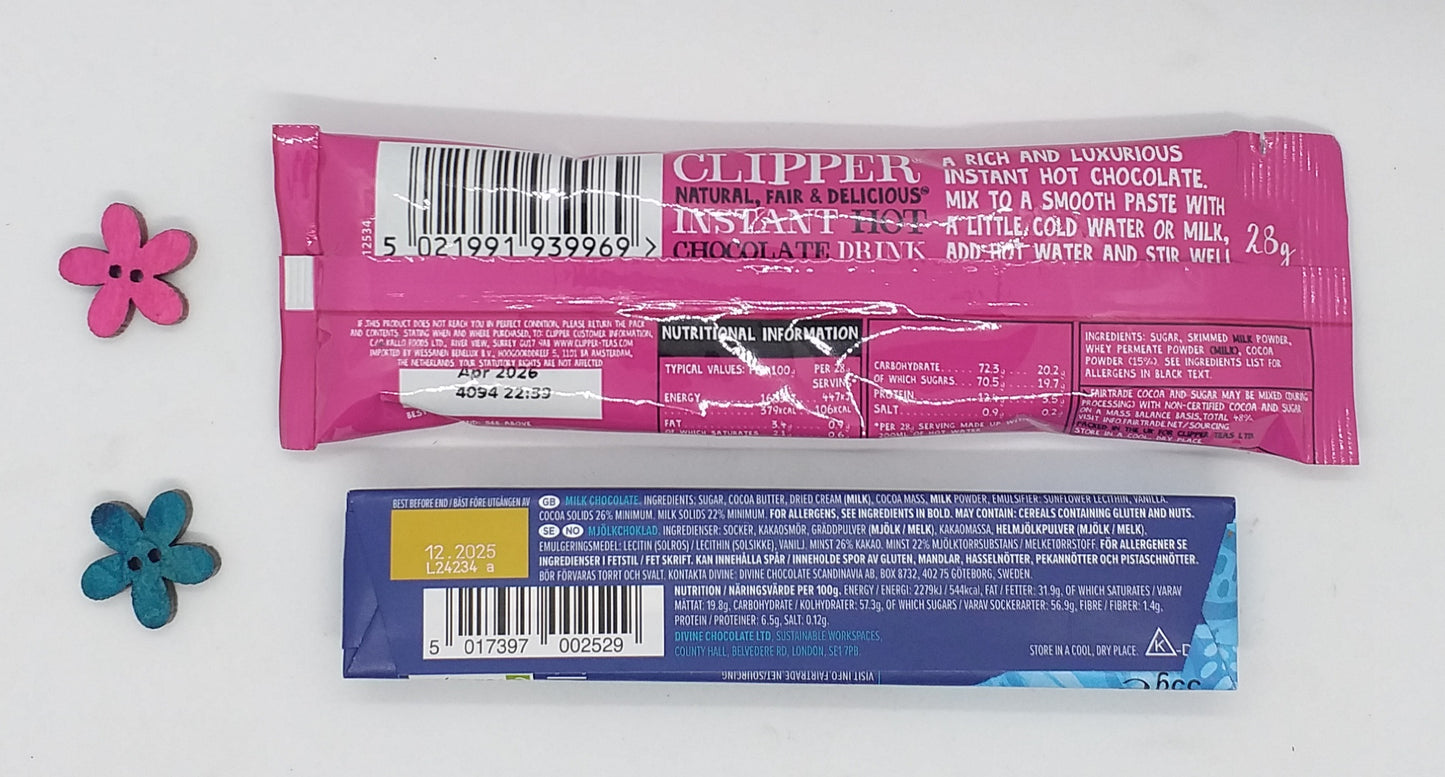 2534
5 021991 939969 >
CLIPPER
NATURAL, FAIR & DELICIOUS
INSTANT HOT
CHOCOLATE DRINK
A RICH AND LUXURIOUS
INSTANT HOT CHOCOLATE.
MIX TO A SMOOTH PASTE WITH
A LITTLE COLD WATER OR MILK,
ADD HOT WATER AND STIR WELL
28g
IF THIS PRODUCT DOES NOT REACH YOU IN PERFECT CONDITION, PLEASE RETURN THE PACK
AND CONTENTS, STATING WHEN AND WHERE PURCHASED, TO: CLIPPER CUSTOMER INFORMATION,
KALLO FOODS LTD., RIVER VIEW, SURREY GU17 9AB WWW.CLIPPER-TEAS.COM
IMPORTED BY WESSANEN BENELUX B.V., HOOGOORDDREEF 5, 1101 BA AMSTERDAM,
THE NETHERLANDS. YOUR STATUTORY RIGHTS ARE NOT AFFECTED
Apr 2026
4094 22:39
BEST
SEE ABOVE
NUTRITIONAL INFORMATION
TYPICAL VALUES: 100g PER 28g
SERVING
ENERGY 447kJ
379kCAL 106kCAL
FAT 3.4g 0.9g
OF WHICH SATURATES 2.1g 0.6g
CARBOHYDRATE 72.3g 20.2g
OF WHICH SUGARS 70.5g 19.7g
PROTEIN 12.4g 3.5g
SALT 0.9g 0.2g
*PER 28g SERVING MADE UP WITH
200ML OF HOT WATER
INGREDIENTS: SUGAR, SKIMMED MILK POWDER,
WHEY PERMEATE POWDER (MILK), COCOA
POWDER (15%). SEE INGREDIENTS LIST FOR
ALLERGENS IN BLACK TEXT.
FAIRTRADE COCOA AND SUGAR MAY BE MIXED (DURING
PROCESSING) WITH NON-CERTIFIED COCOA AND SUGAR
ON A MASS BALANCE BASIS, TOTAL 48%.
VISIT INFO.FAIRTRADE.NET/SOURCING
PACKED IN THE UK FOR CLIPPER TEAS LTD
STORE IN A COOL, DRY PLACE
BEST BEFORE END / BÄST FÖRE UTGÅNGEN AV
12.2025
L24234 a
5 017397 002529
GB MILK CHOCOLATE. INGREDIENTS: SUGAR, COCOA BUTTER, DRIED CREAM (MILK), COCOA MASS, MILK POWDER, EMULSIFIER: SUNFLOWER LECITHIN, VANILLA.
COCOA SOLIDS 26% MINIMUM. MILK SOLIDS 22% MINIMUM. FOR ALLERGENS, SEE INGREDIENTS IN BOLD. MAY CONTAIN: CEREALS CONTAINING GLUTEN AND NUTS.
SE NO MJÖLKCHOKLAD. INGREDIENSER: SOCKER, KAKAOSMÖR, GRÄDDPULVER (MJÖLK / MELK), KAKAOMASSA, HELMJÖLKPULVER (MJÖLK / MELK),
EMULGERINGSMEDEL: LECITIN (SOLROS) / LECITHIN (SOLSIKKE), VANILJ. MINST 26% KAKAO. MINST 22% MJÖLKTORRSUBSTANS / MELKETØRRSTOFF. FÖR ALLERGENER SE
INGREDIENSER I FETSTIL / FET SKRIFT. KAN INNEHÅLLA SPÅR / INNEHOLDE SPOR AV GLUTEN, MANDLAR, HASSELNÖTTER, PEKANNÖTTER OCH PISTASCHNÖTTER.
BÖR FÖRVARAS TORRT OCH SVALT. KONTAKTA DIVINE: DIVINE CHOCOLATE SCANDINAVIA AB, BOX 8732, 402 75 GÖTEBORG, SWEDEN.
NUTRITION / NÄRINGSVÄRDE PER 100g. ENERGY / ENERGI: 2279kJ / 544kcal, FAT / FETTER: 31.9g, OF WHICH SATURATES / VARAV
MÄTTAT: 19.8g, CARBOHYDRATE / KOLHYDRATER: 57.3g, OF WHICH SUGARS / VARAV SOCKERARTER: 56.9g, FIBRE / FIBRER: 1.4g,
PROTEIN / PROTEINER: 6.5g, SALT: 0.12g.
DIVINE CHOCOLATE LTD, SUSTAINABLE WORKSPACES,
COUNTY HALL, BELVEDERE RD, LONDON, SE1 7PB.
STORE IN A COOL, DRY PLACE.
K-D
VISIT INFO.FAIRTRADE.NET/SOURCING
35g